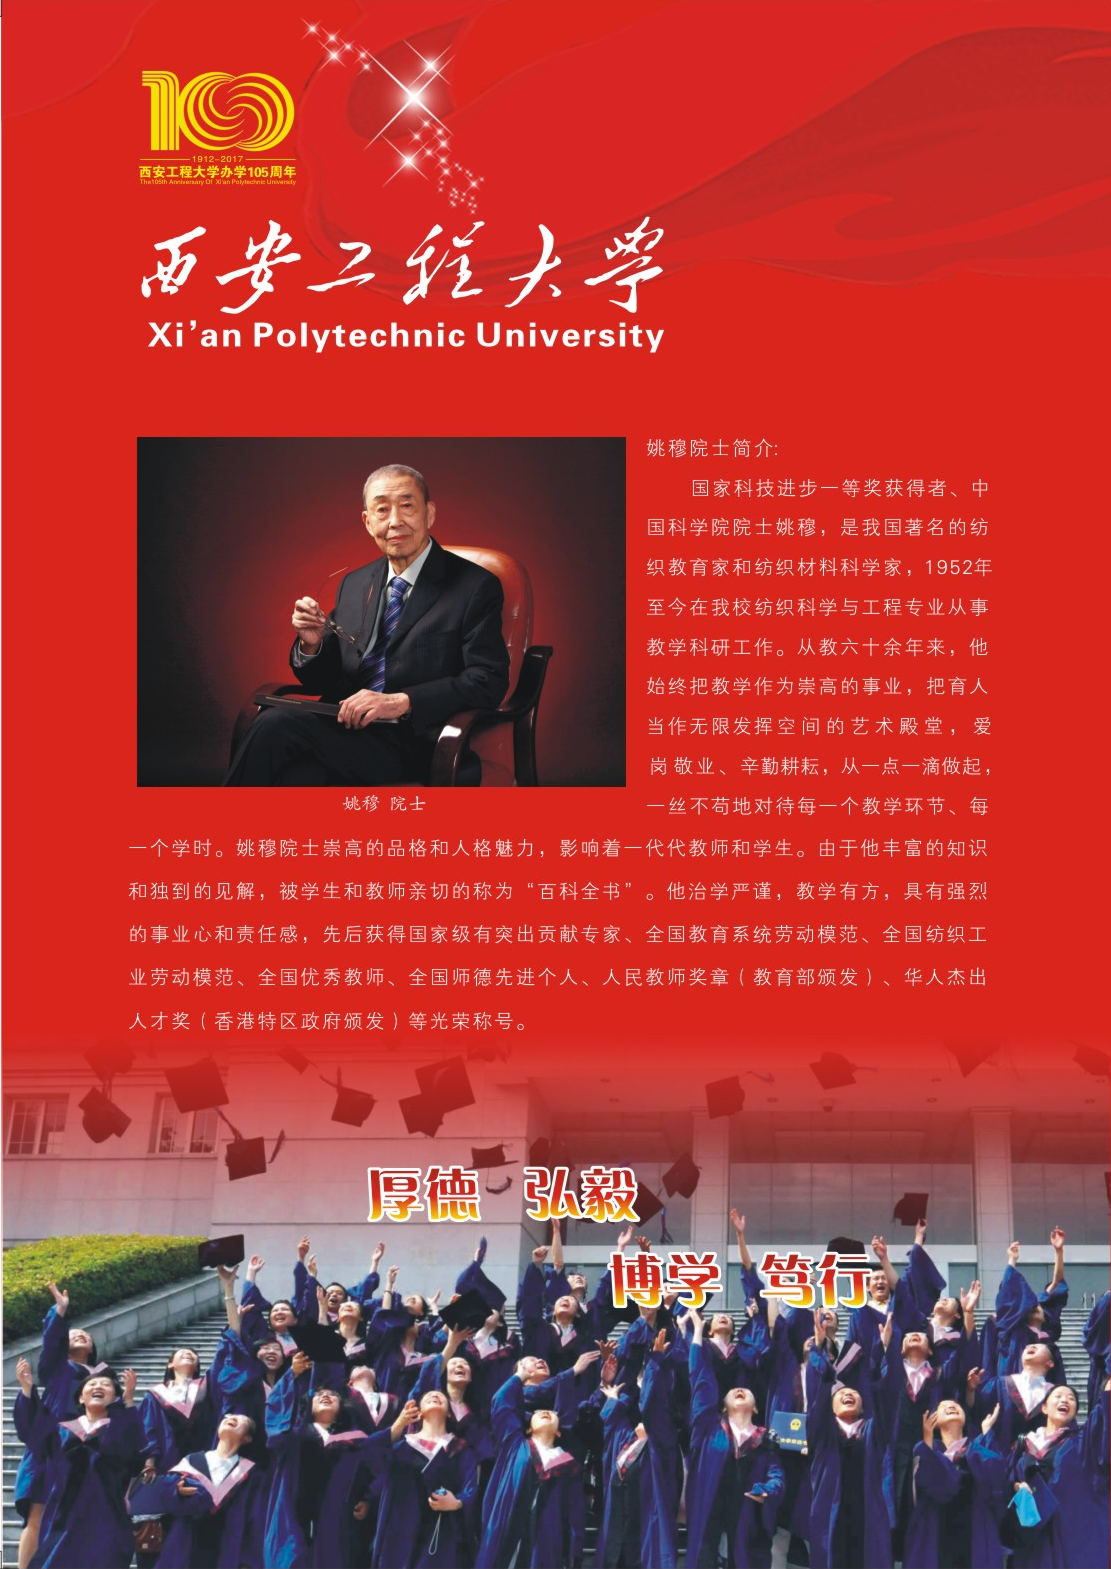 1912-2017
西安工程大学办学105周年
The105th Anniversary Of Xi'an Polytechnic University
西安工程大学
Xi’an Polytechnic University
姚穆院士简介:
国家科技进步一等奖获得者、中
国科学院院士姚穆，是我国著名的纺
织教育家和纺织材料科学家，1952年
至今在我校纺织科学与工程专业从事
教学科研工作。从教六十余年来，他
始终把教学作为崇高的事业，把育人
当作无限发挥空间的艺术殿堂，爱
岗敬业、辛勤耕耘，从一点一滴做起，
一丝不苟地对待每一个教学环节、每
姚穆 院士
一个学时。姚穆院士崇高的品格和人格魅力，影响着一代代教师和学生。由于他丰富的知识
和独到的见解，被学生和教师亲切的称为“百科全书”。他治学严谨，教学有方，具有强烈
的事业心和责任感，先后获得国家级有突出贡献专家、全国教育系统劳动模范、全国纺织工
业劳动模范、全国优秀教师、全国师德先进个人、人民教师奖章（教育部颁发）、华人杰出
人才奖（香港特区政府颁发）等光荣称号。
厚德 弘毅
博学 笃行